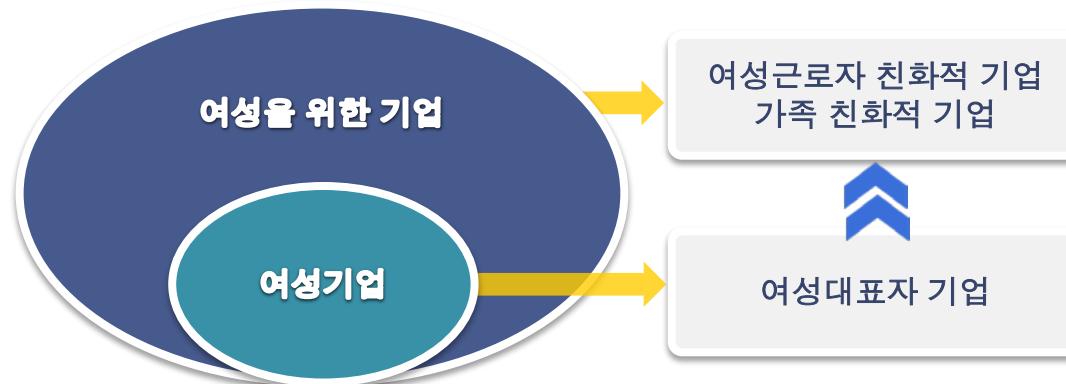 여성을 위한 기업
여성근로자 친화적 기업
가족 친화적 기업
여성기업
여성대표자 기업